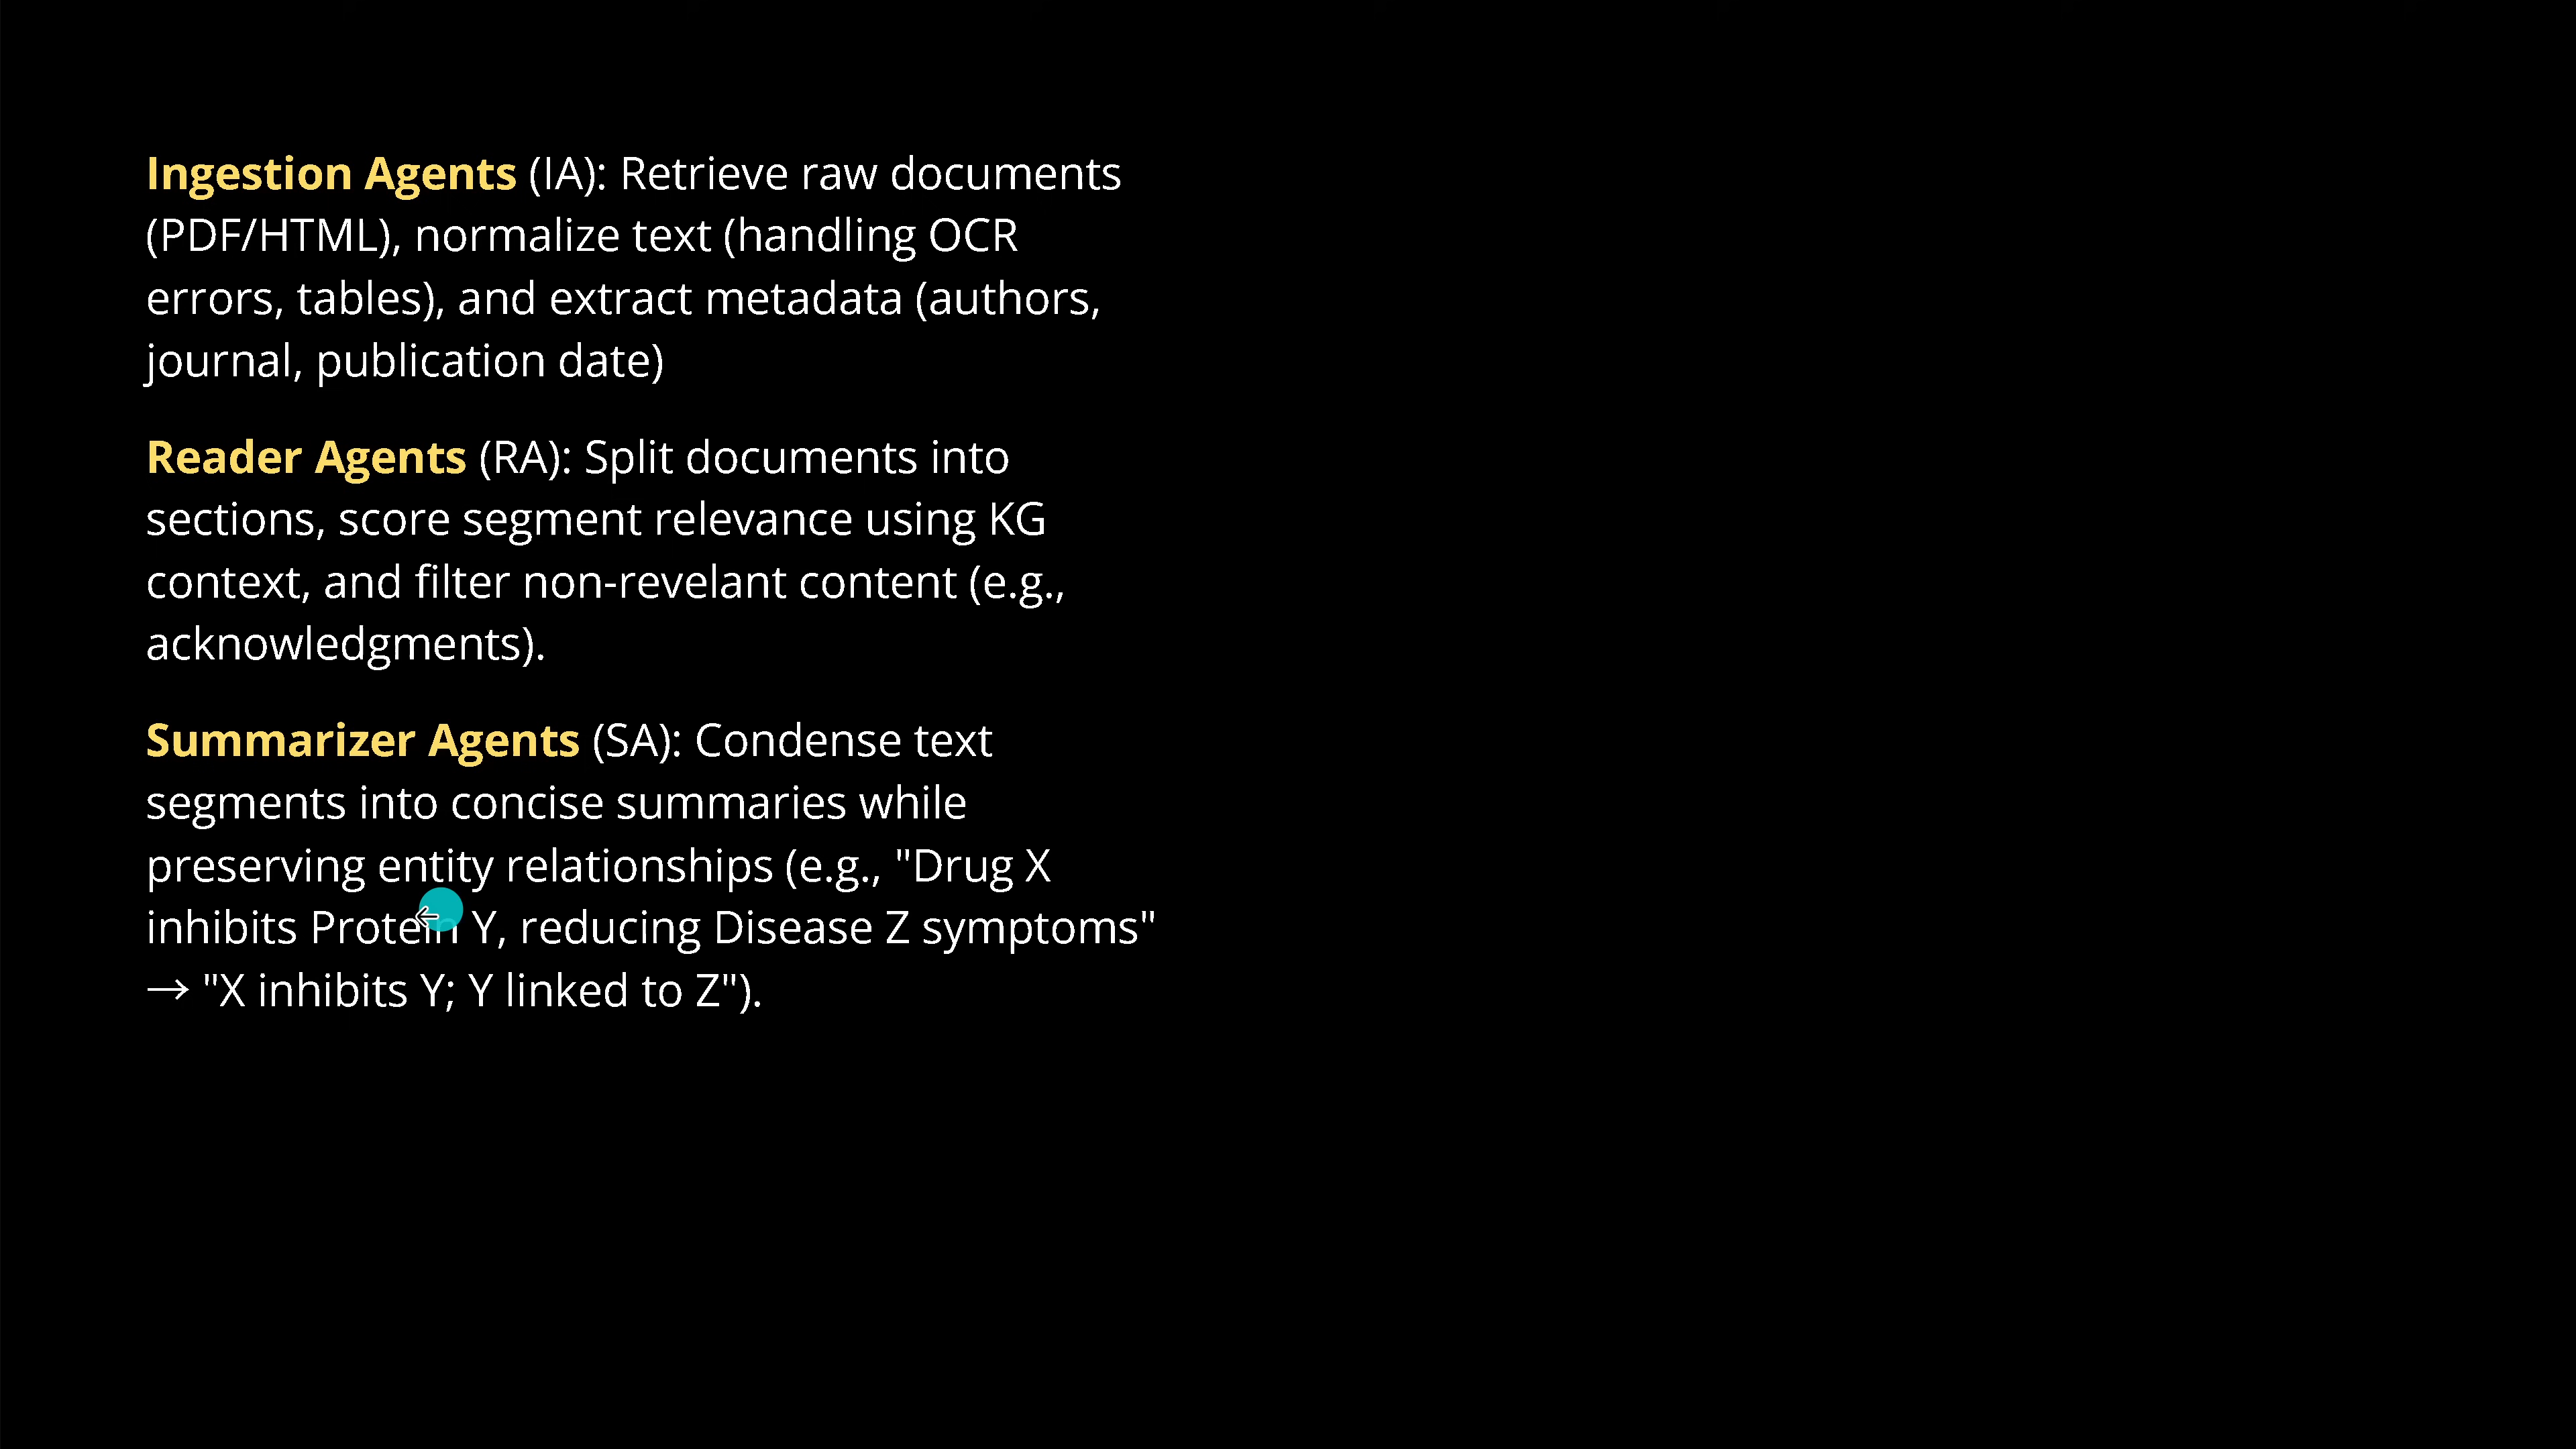 Ingestion Agents (IA): Retrieve raw documents
(PDF/HTML), normalize text (handling OCR
errors, tables), and extract metadata (authors,
journal, publication date)
Reader Agents (RA): Split documents into
sections, score segment relevance using KG
context, and filter non-revelant content (e.g.,
acknowledgments).
Summarizer Agents (SA): Condense text
segments into concise summaries while
preserving entity relationships (e.g., "Drug X
inhibits Protein Y, reducing Disease Z symptoms"
→ "X inhibits Y; Y linked to Z").